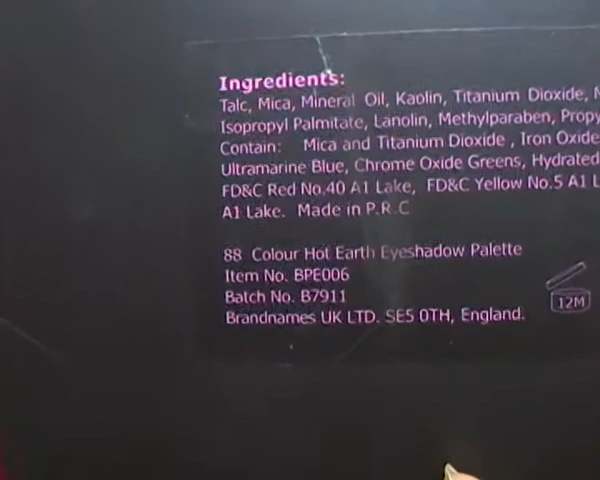 Ingredients:
Talc, Mica, Mineral Oil, Kaolin, Titanium Dioxide,
Isopropyl Palmitate, Lanolin, Methylparaben, Propy
Contain: Mica and Titanium Dioxide , Iron Oxide
Ultramarine Blue, Chrome Oxide Greens, Hydrated
FD&C Red No.40 A1 Lake, FD&C Yellow No.5 A1 L
A1 Lake. Made in P.R.C
88 Colour Hot Earth Eyeshadow Palette
Item No. BPE006
Batch No. B7911
12M
Brandnames UK LTD. SE5 0TH, England.